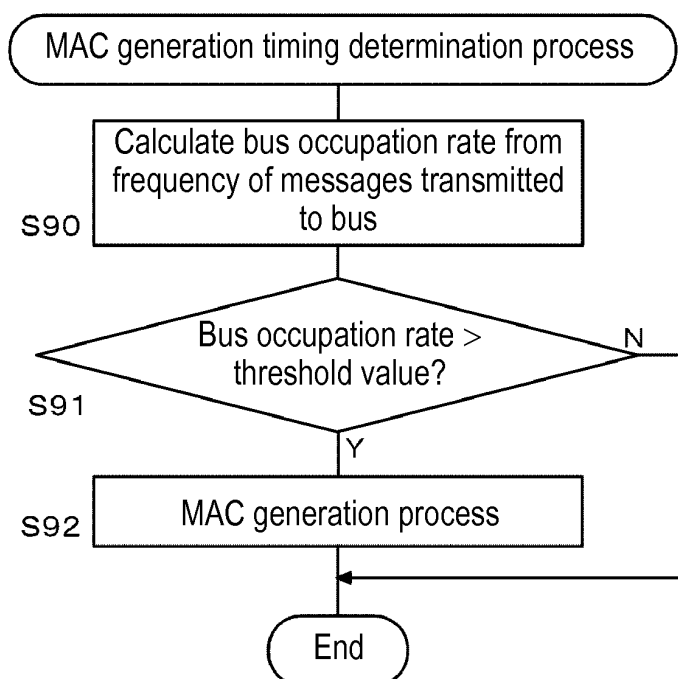 MAC generation timing determination process
Calculate bus occupation rate from
frequency of messages transmitted
to bus
S90
Bus occupation rate >
threshold value?
N
S91
Y
MAC generation process
S92
End